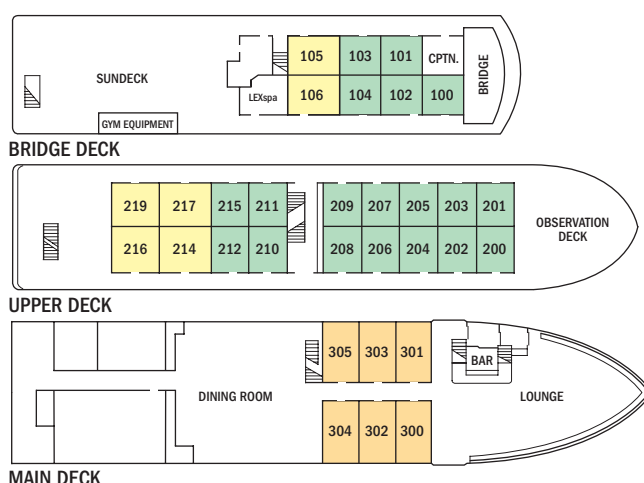 105 103 101 CPTN.
SUNDECK
BRIDGE
LEXspa 106 104 102 100
GYM EQUIPMENT
BRIDGE DECK
219 217 215 211 209 207 205 203 201
OBSERVATION
DECK
216 214 212 210 208 206 204 202 200
UPPER DECK
305 303 301
BAR
DINING ROOM
LOUNGE
304 302 300
MAIN DECK